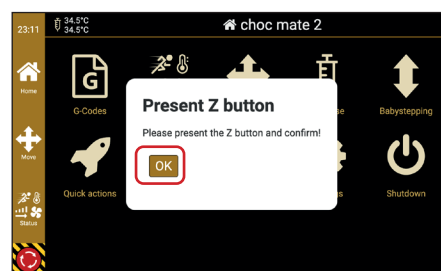 23:11
34.5°C
34.5°C
choc mate 2
Home
Move
Status
G
G-Codes
Present Z button
Please present the Z button and confirm!
OK
se
Babystepping
Quick actions
gs
Shutdown